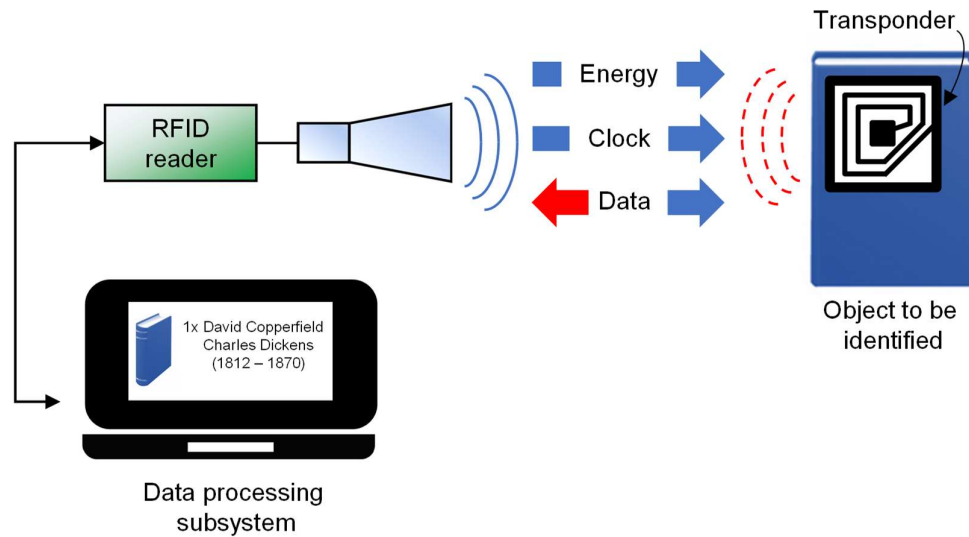 Transponder
Energy
RFID
reader
Clock
Data
Object to be
identified
1x David Copperfield
Charles Dickens
(1812 – 1870)
Data processing
subsystem